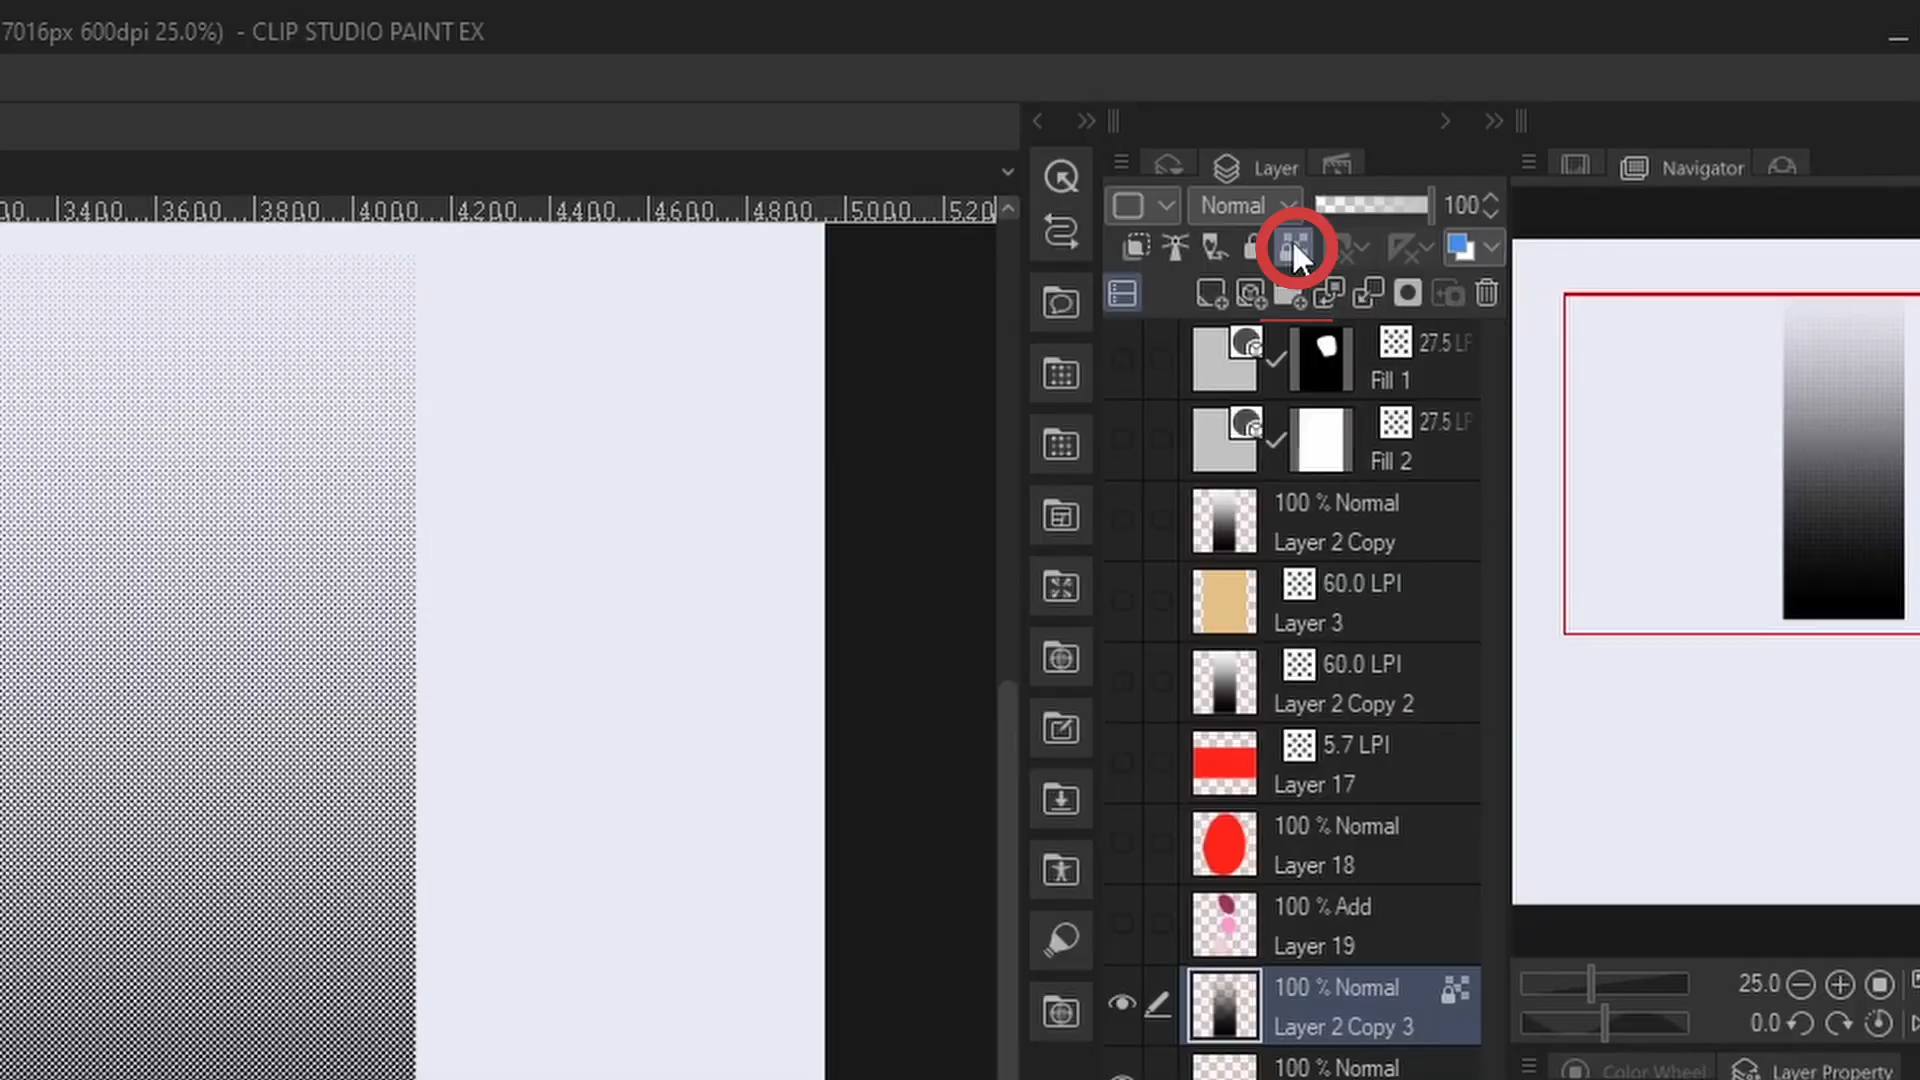 7016px 600dpi 25.0%) - CLIP STUDIO PAINT EX
Layer
Navigator
3400 3600 3800 4000 4200 4400 4600 4800 5000 520
Normal 100
27.5 LP
Fill 1
27.5 LP
Fill 2
100 % Normal
Layer 2 Copy
60.0 LPI
Layer 3
60.0 LPI
Layer 2 Copy 2
5.7 LPI
Layer 17
100 % Normal
Layer 18
100 % Add
Layer 19
100 % Normal
Layer 2 Copy 3
100 % Normal
25.0
0.0
Color Wheel
Layer Property